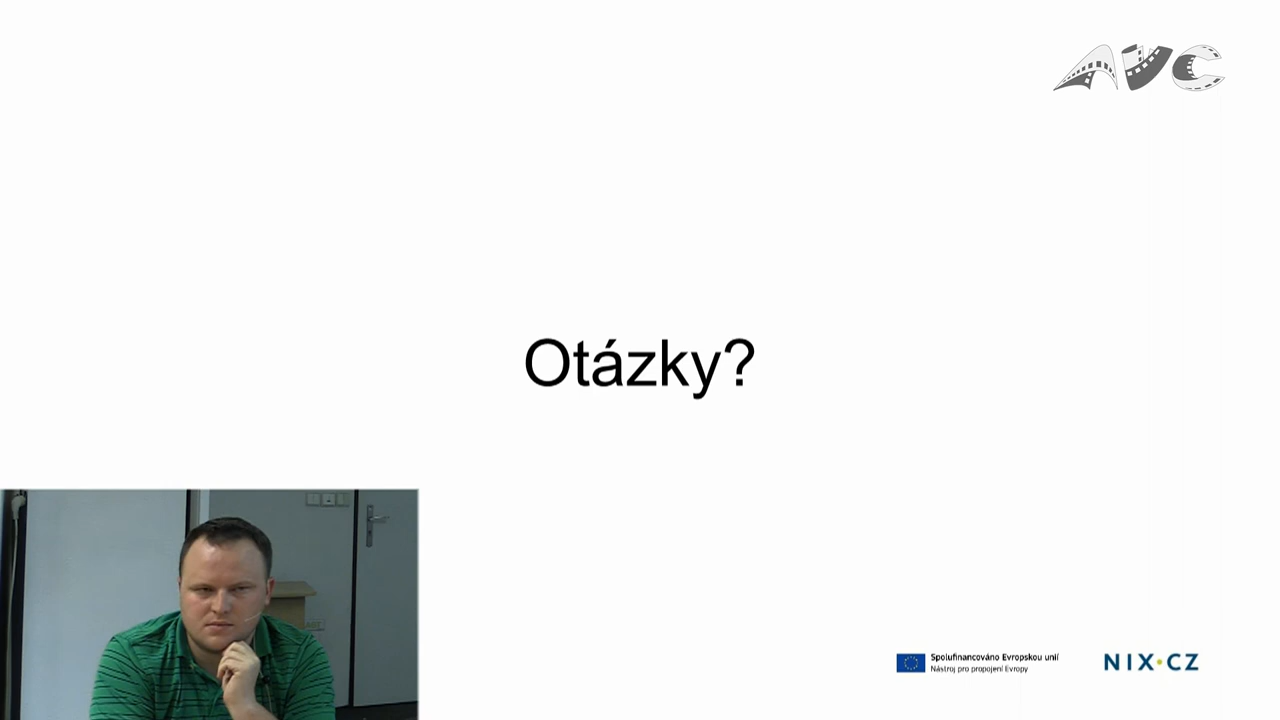 AVC
Otázky?
Spolufinancováno Evropskou unií
Nástroj pro propojení Evropy
NIX.CZ